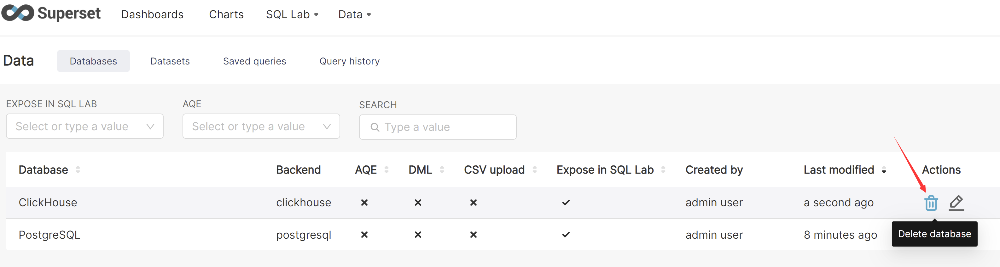 Superset Dashboards Charts SQL Lab Data
Data Databases Datasets Saved queries Query history
EXPOSE IN SQL LAB AQE SEARCH
Select or type a value Select or type a value Type a value
Database Backend AQE DML CSV upload Expose in SQL Lab Created by Last modified Actions
ClickHouse clickhouse admin user a second ago
PostgreSQL postgresql admin user 8 minutes ago Delete database